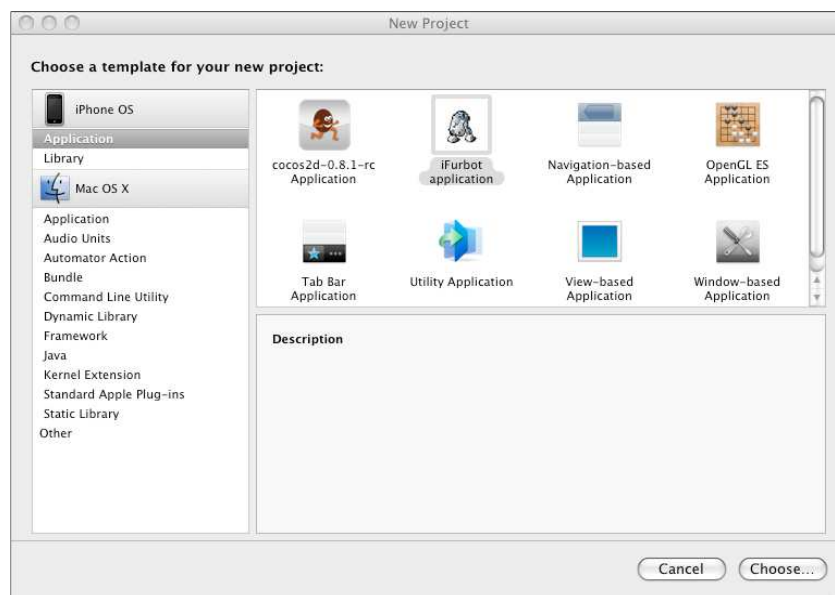 New Project
Choose a template for your new project:
iPhone OS
Application
Library
Mac OS X
Application
Audio Units
Automator Action
Bundle
Command Line Utility
Dynamic Library
Framework
Java
Kernel Extension
Standard Apple Plug-ins
Static Library
Other
cocos2d-0.8.1-rc
Application
iFurbot
application
Navigation-based
Application
OpenGL ES
Application
Tab Bar
Application
Utility Application
View-based
Application
Window-based
Application
Description
Cancel
Choose...